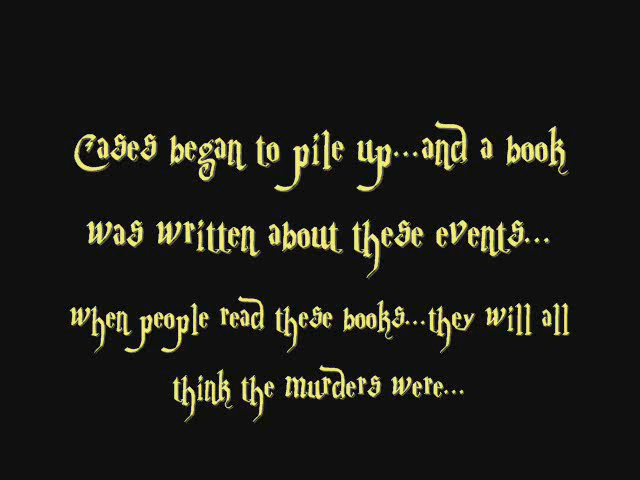 Cases began to pile up...and a book
was written about these events...
when people read these books...they will all
think the murders were...